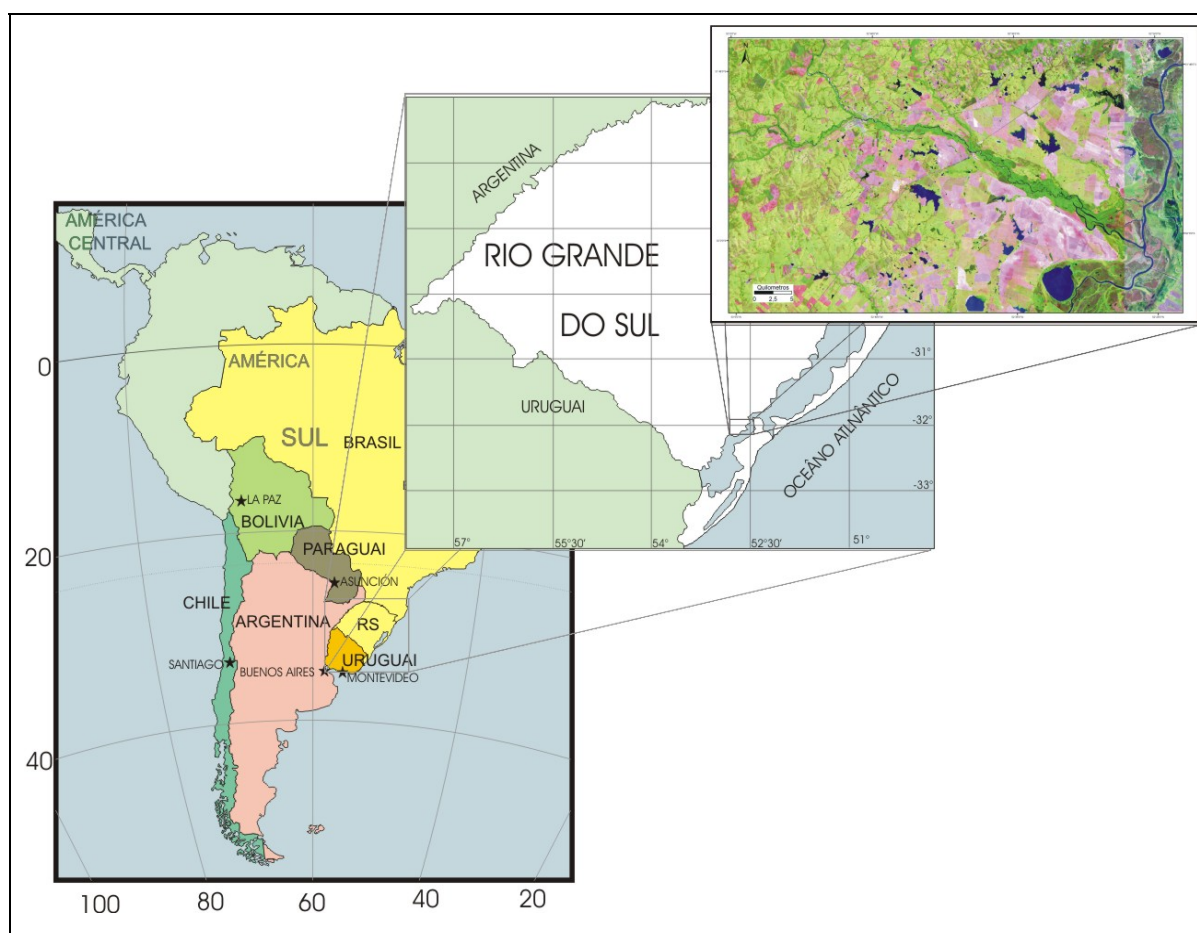 AMÉRICA
CENTRAL
AMÉRICA
SUL
BRASIL
LA PAZ
BOLIVIA
PARAGUAI
ASUNCIÓN
CHILE
ARGENTINA
RS
SANTIAGO
BUENOS AIRES
URUGUAI
MONTEVIDEO
0
20
40
100
80
60
40
20
ARGENTINA
RIO GRANDE
DO SUL
URUGUAI
OCEÂNO ATLNÂNTICO
-31°
-32°
-33°
57°
55°30
54°
52°30
51°
N
Quilometros
0 2.5 5